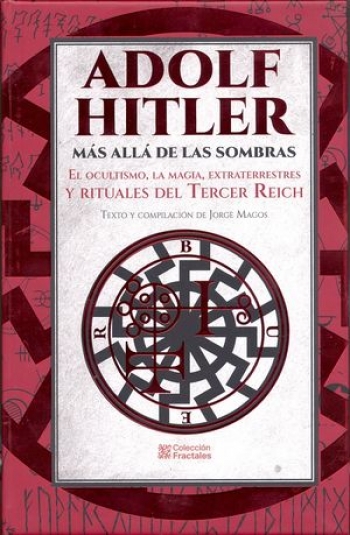 ADOLF
HITLER
MÁS ALLÁ DE LAS SOMBRAS
EL OCULTISMO, LA MAGIA, EXTRATERRESTRES
Y RITUALES DEL TERCER REICH
TEXTO Y COMPILACIÓN DE JORGE MAGOS
B
R
U
E
Colección
Fractales